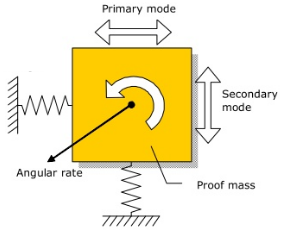 Primary mode
Secondary
mode
Angular rate
Proof mass